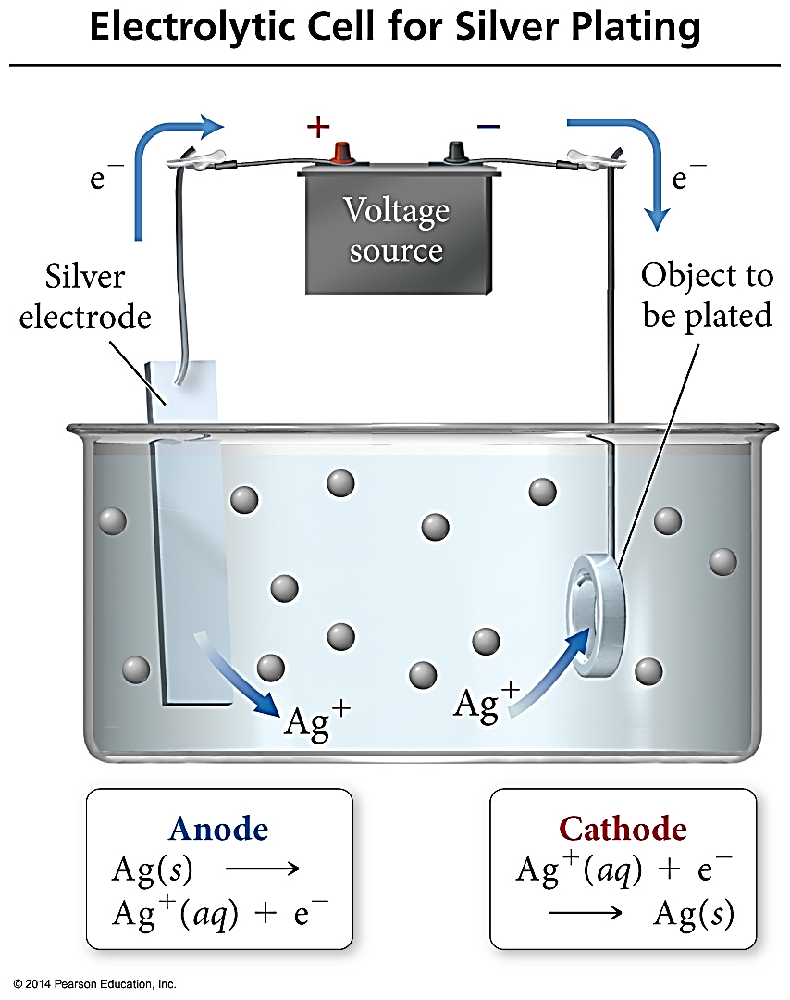 Electrolytic Cell for Silver Plating
+ −
e⁻ e⁻
Voltage
source
Silver
electrode
Object to
be plated
Ag⁺ Ag⁺
Anode
Ag(s) ⟶
Ag⁺(aq) + e⁻
Cathode
Ag⁺(aq) + e⁻
⟶ Ag(s)
© 2014 Pearson Education, Inc.